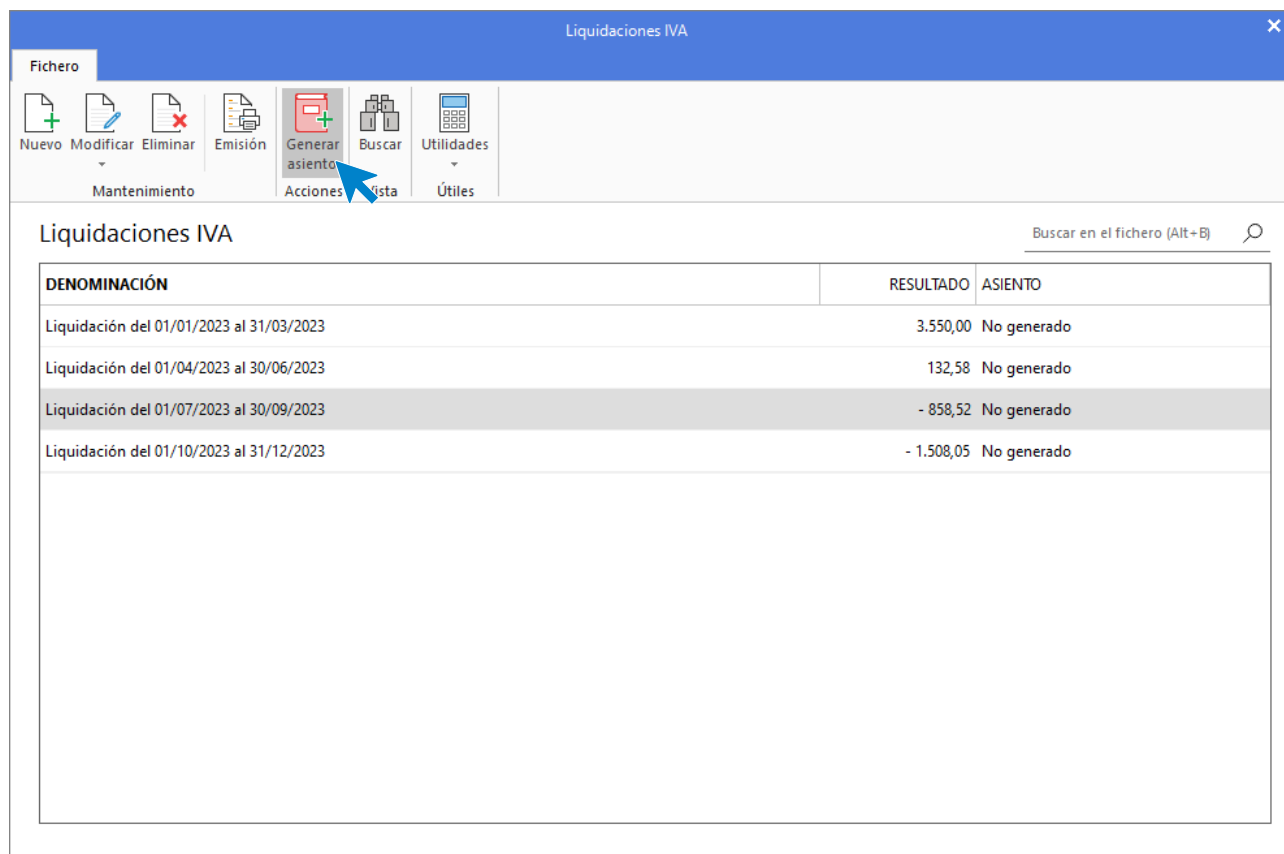 Liquidaciones IVA
Fichero
Nuevo Modificar Eliminar Emisión Generar asiento Buscar Utilidades
Mantenimiento Acciones Vista Útiles
Liquidaciones IVA
Buscar en el fichero (Alt+B)
DENOMINACIÓN RESULTADO ASIENTO
Liquidación del 01/01/2023 al 31/03/2023 3.550,00 No generado
Liquidación del 01/04/2023 al 30/06/2023 132,58 No generado
Liquidación del 01/07/2023 al 30/09/2023 - 858,52 No generado
Liquidación del 01/10/2023 al 31/12/2023 - 1.508,05 No generado